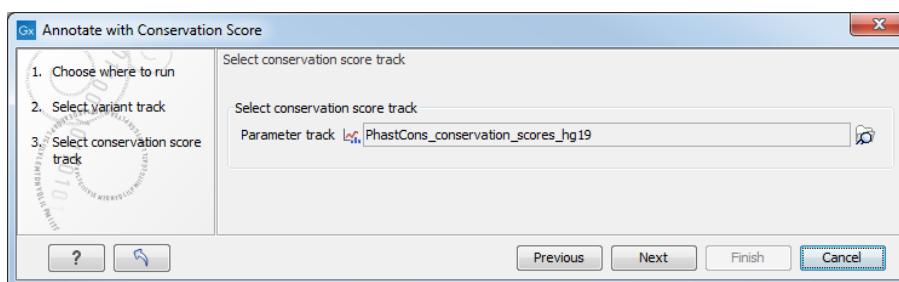 Gx Annotate with Conservation Score
1. Choose where to run
2. Select variant track
3. Select conservation score
track
Select conservation score track
Select conservation score track
Parameter track PhastCons_conservation_scores_hg19
? Previous Next Finish Cancel